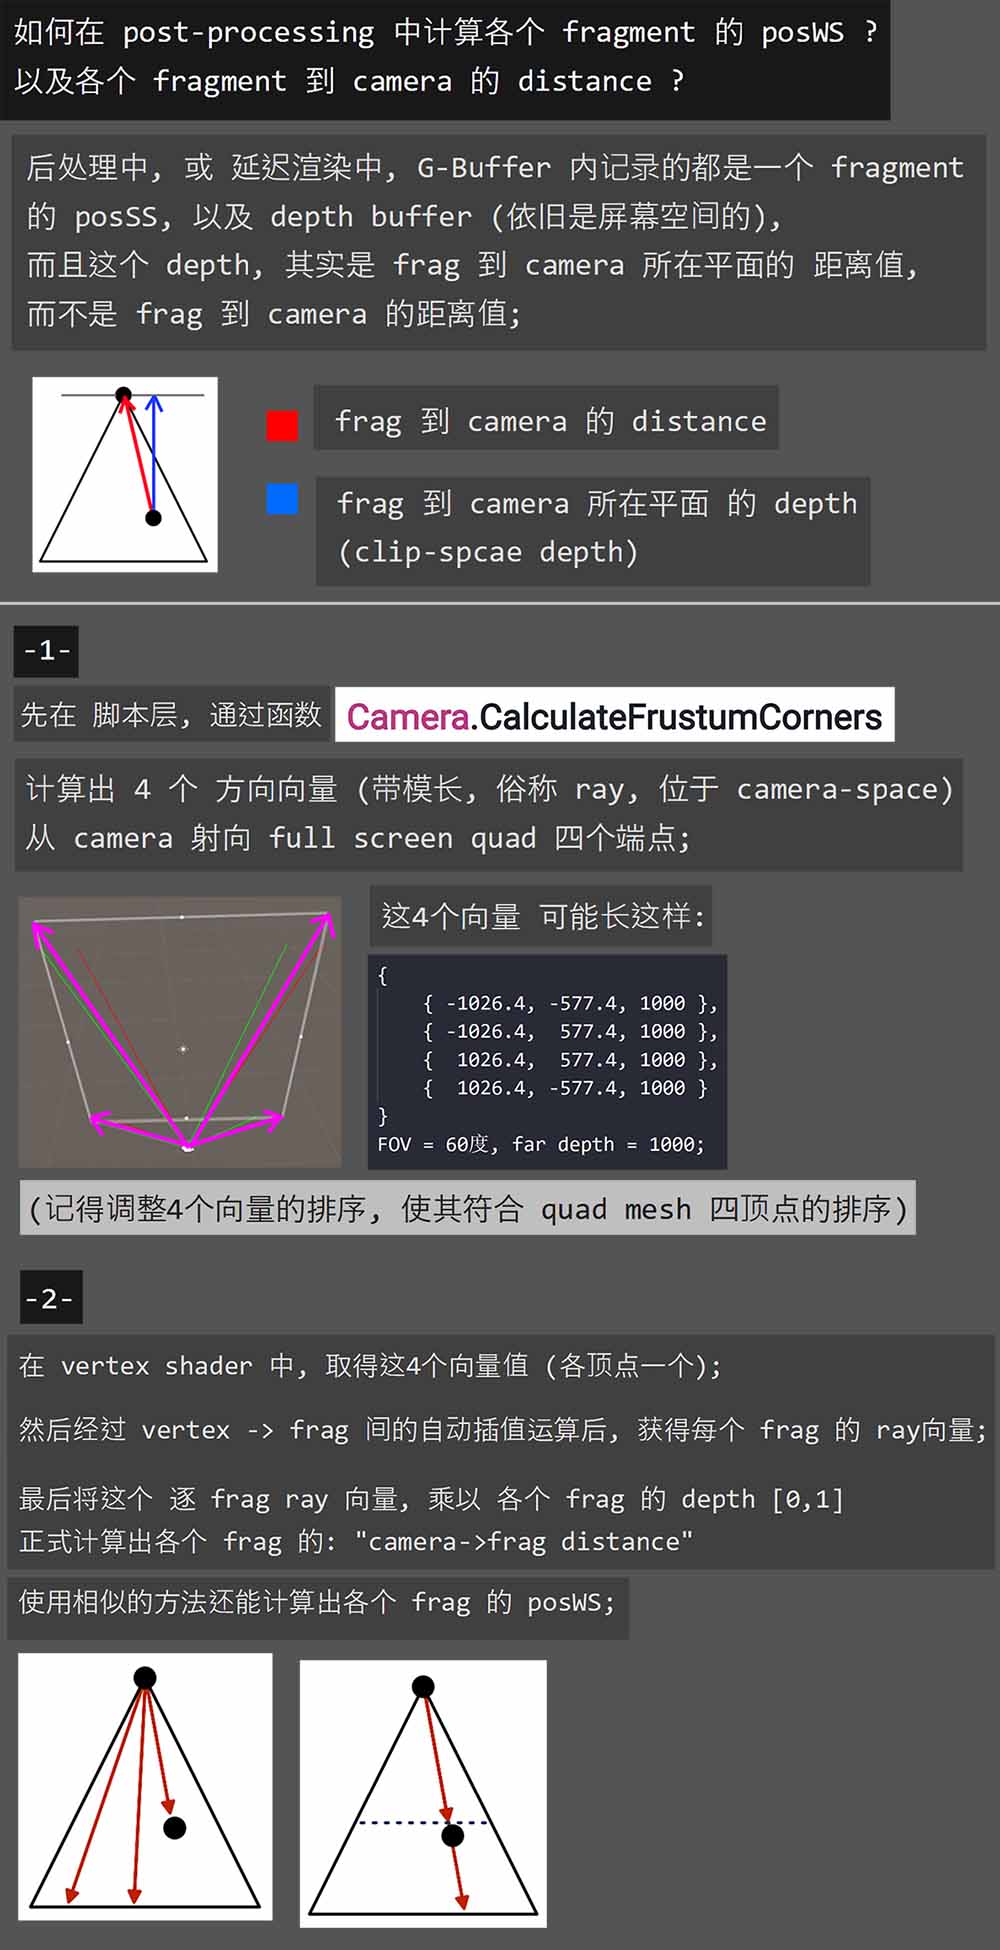 如何在 post-processing 中计算各个 fragment 的 posWS ?
以及各个 fragment 到 camera 的 distance ?
后处理中, 或 延迟渲染中, G-Buffer 内记录的都是一个 fragment
的 posSS, 以及 depth buffer (依旧是屏幕空间的),
而且这个 depth, 其实是 frag 到 camera 所在平面的 距离值,
而不是 frag 到 camera 的距离值;
frag 到 camera 的 distance
frag 到 camera 所在平面 的 depth
(clip-spcae depth)
-1-
先在 脚本层, 通过函数 Camera.CalculateFrustumCorners
计算出 4 个 方向向量 (带模长, 俗称 ray, 位于 camera-space)
从 camera 射向 full screen quad 四个端点;
这4个向量 可能长这样:
{
{ -1026.4, -577.4, 1000 },
{ -1026.4, 577.4, 1000 },
{ 1026.4, 577.4, 1000 },
{ 1026.4, -577.4, 1000 }
}
FOV = 60度, far depth = 1000;
(记得调整4个向量的排序, 使其符合 quad mesh 四顶点的排序)
-2-
在 vertex shader 中, 取得这4个向量值 (各顶点一个);
然后经过 vertex -> frag 间的自动插值运算后, 获得每个 frag 的 ray向量;
最后将这个 逐 frag ray 向量, 乘以 各个 frag 的 depth [0,1]
正式计算出各个 frag 的: "camera->frag distance"
使用相似的方法还能计算出各个 frag 的 posWS;